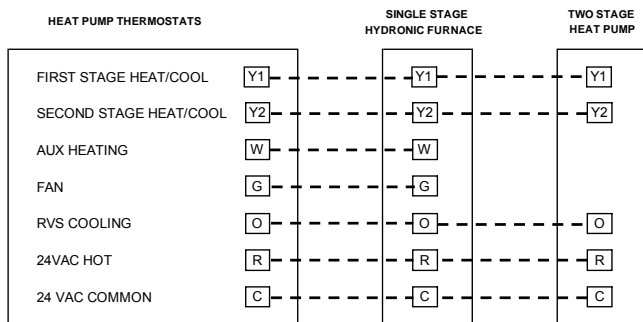 HEAT PUMP THERMOSTATS
SINGLE STAGE
HYDRONIC FURNACE
TWO STAGE
HEAT PUMP
FIRST STAGE HEAT/COOL Y1 Y1 Y1
SECOND STAGE HEAT/COOL Y2 Y2 Y2
AUX HEATING W W
FAN G G
RVS COOLING O O O
24VAC HOT R R R
24 VAC COMMON C C C